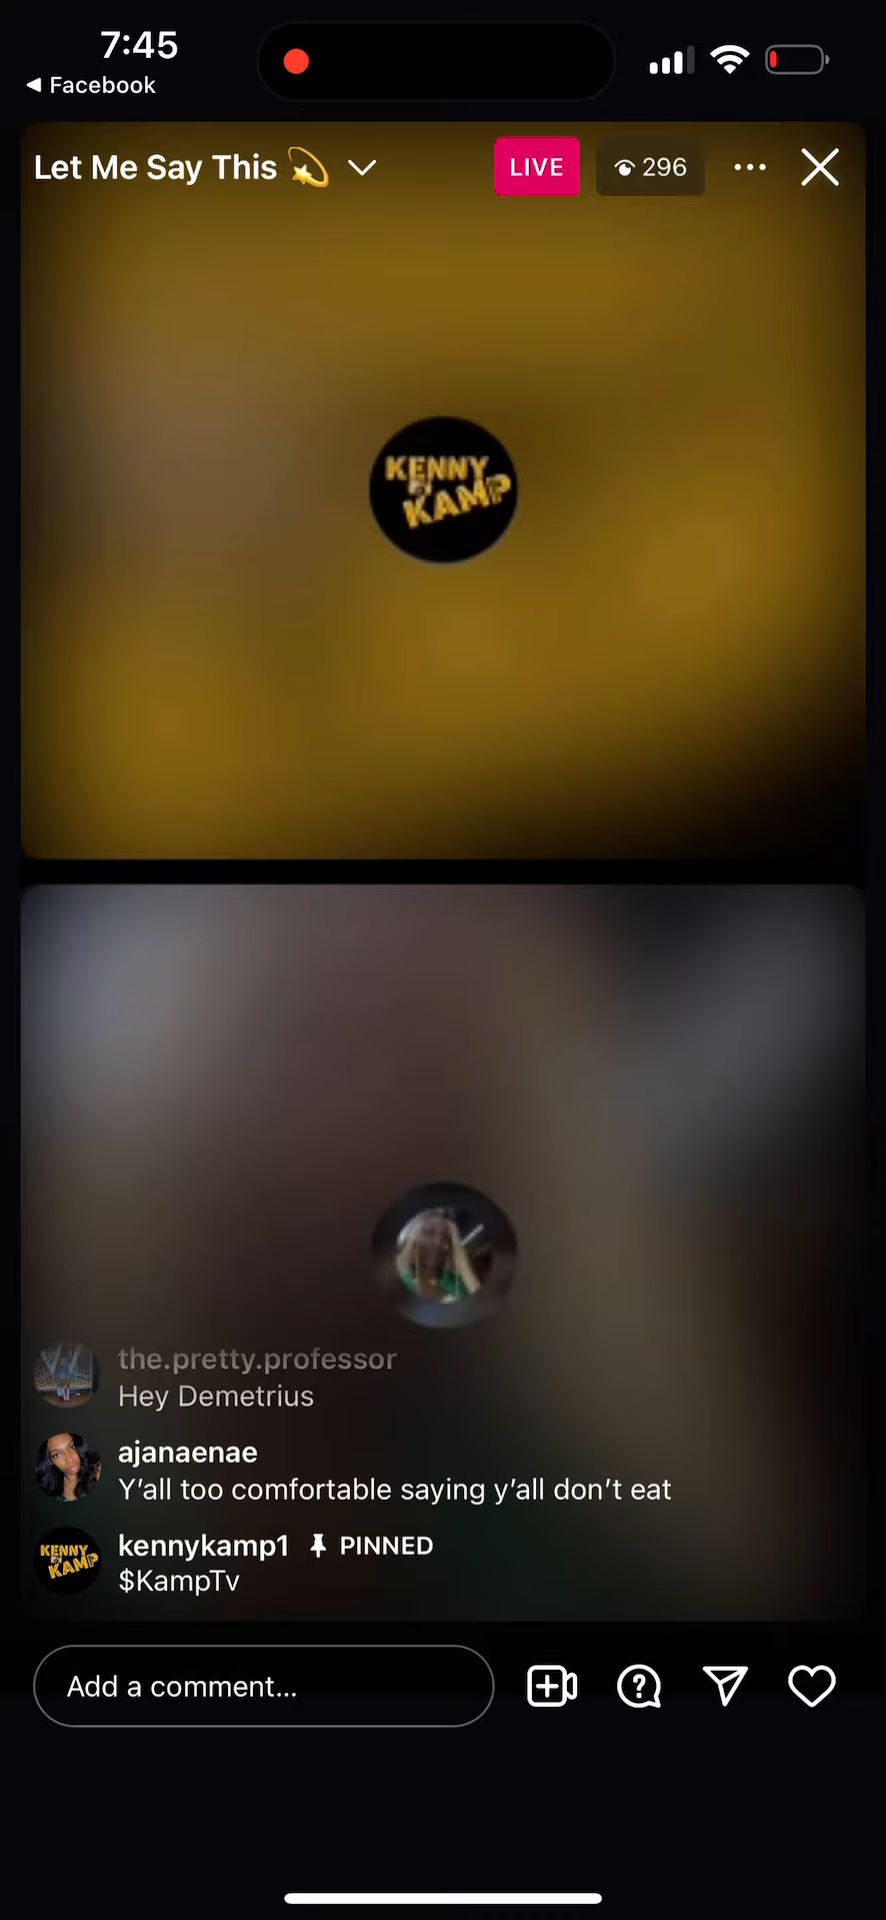 7:45
Facebook
Let Me Say This
LIVE
296
KENNY
KAMP
the.pretty.professor
Hey Demetrius
ajanaenae
Y’all too comfortable saying y’all don’t eat
KENNY
KAMP
kennykamp1 PINNED
$KampTv
Add a comment...